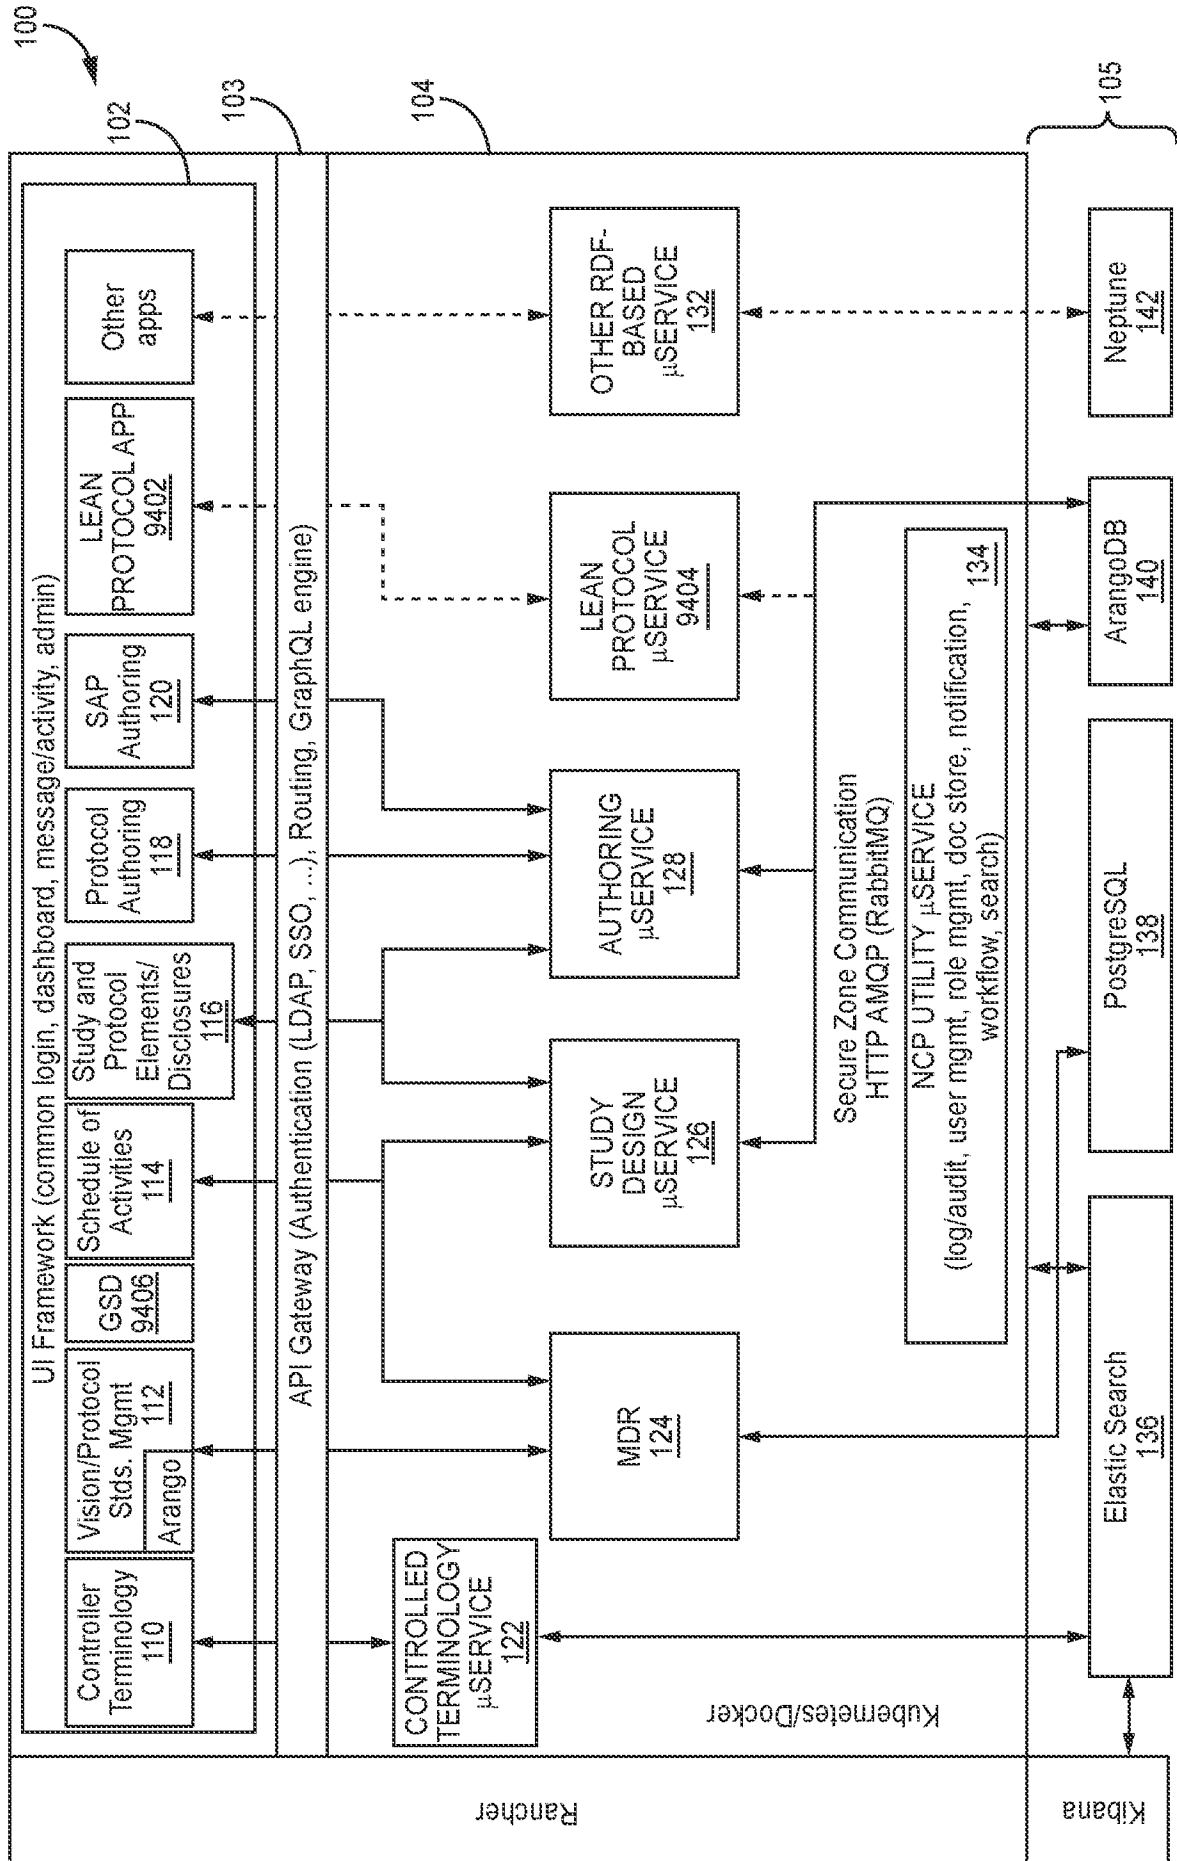 100
102
103
104
105
UI Framework (common login, dashboard, message/activity, admin)
Controller
Terminology
110
Vision/Protocol
Stds. Mgmt
112
Arango
GSD
9406
Schedule of
Activities
114
Study and
Protocol
Elements/
Disclosures
116
Protocol
Authoring
118
SAP
Authoring
120
LEAN
PROTOCOL APP
9402
Other
apps
API Gateway (Authentication (LDAP, SSO, ...), Routing, GraphQL engine)
CONTROLLED
TERMINOLOGY
μSERVICE
122
MDR
124
STUDY
DESIGN
μSERVICE
126
AUTHORING
μSERVICE
128
LEAN
PROTOCOL
μSERVICE
9404
OTHER RDF-
BASED
μSERVICE
132
Secure Zone Communication
HTTP AMQP (RabbitMQ)
NCP UTILITY μSERVICE
(log/audit, user mgmt, role mgmt, doc store, notification,
workflow, search)
134
Kubernetes/Docker
Rancher
Kibana
Elastic Search
136
PostgreSQL
138
ArangoDB
140
Neptune
142